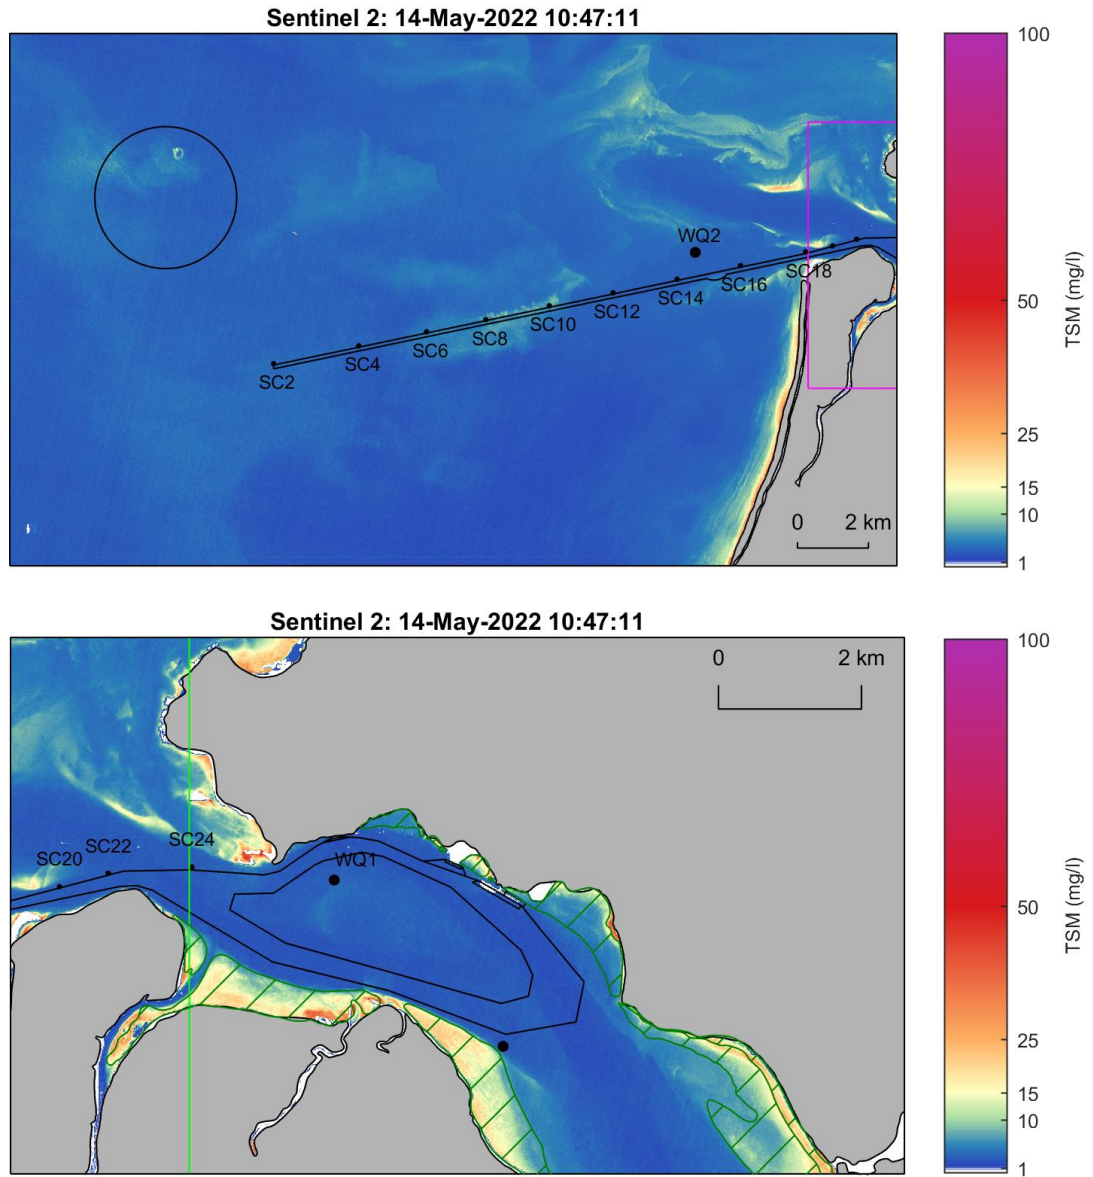 Sentinel 2: 14-May-2022 10:47:11
100
50
25
15
10
1
TSM (mg/l)
WQ2
SC18
SC16
SC14
SC12
SC10
SC8
SC6
SC4
SC2
0 2 km
Sentinel 2: 14-May-2022 10:47:11
0 2 km
SC24
SC22
SC20
WQ1
100
50
25
15
10
1
TSM (mg/l)